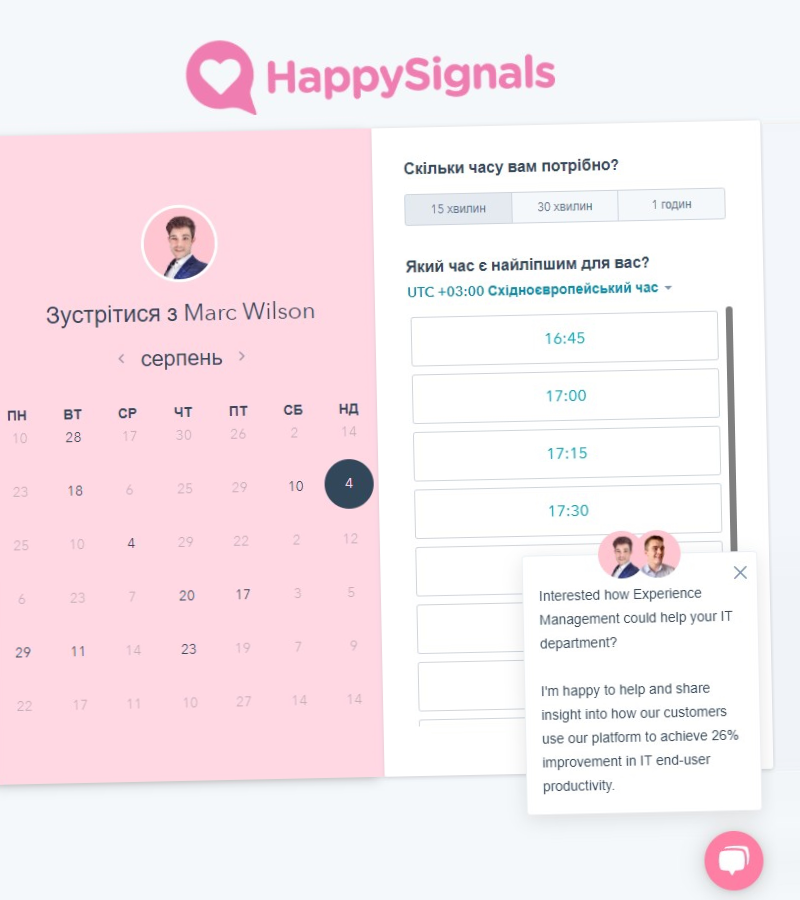 HappySignals
Зустрітися з Marc Wilson
серпень
ПН ВТ СР ЧТ ПТ СБ НД
10 28 17 30 26 2 14
23 18 6 25 29 10 4
25 10 4 29 22 2 12
6 23 7 20 17 3 5
29 11 14 23 19 7 9
22 17 11 10 27 14 14
Скільки часу вам потрібно?
15 хвилин 30 хвилин 1 годин
Який час є найліпшим для вас?
UTC +03:00 Східноєвропейський час
16:45
17:00
17:15
17:30
Interested how Experience
Management could help your IT
department?
I'm happy to help and share
insight into how our customers
use our platform to achieve 26%
improvement in IT end-user
productivity.